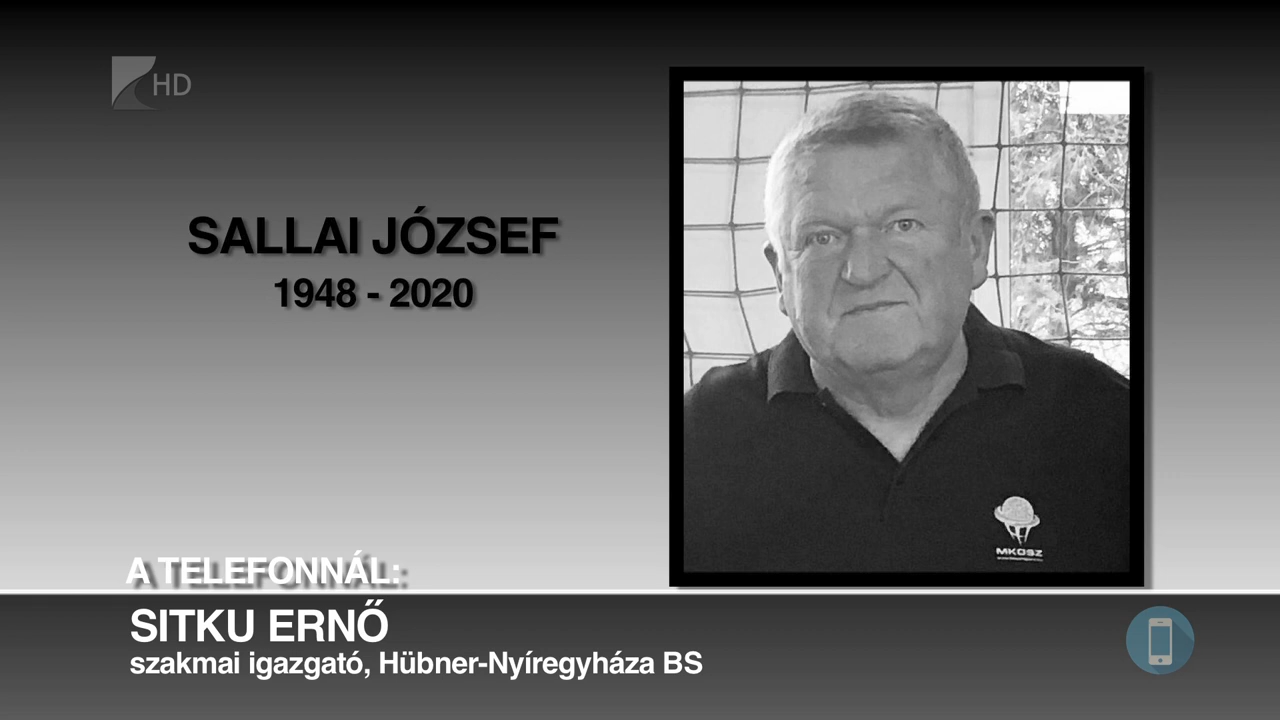 HD
SALLAI JÓZSEF
1948 - 2020
MKOSZ
A TELEFONNÁL:
SITKU ERNŐ
szakmai igazgató, Hübner-Nyíregyháza BS